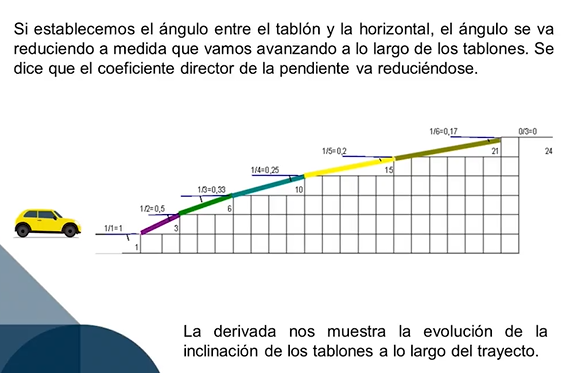 Si establecemos el ángulo entre el tablón y la horizontal, el ángulo se va
reduciendo a medida que vamos avanzando a lo largo de los tablones. Se
dice que el coeficiente director de la pendiente va reduciéndose.
1/6=0,17
0/3=0
1/5=0,2
21
24
1/4=0,25
15
1/3=0,33
10
1/2=0,5
6
1/1=1
3
1
La derivada nos muestra la evolución de la
inclinación de los tablones a lo largo del trayecto.